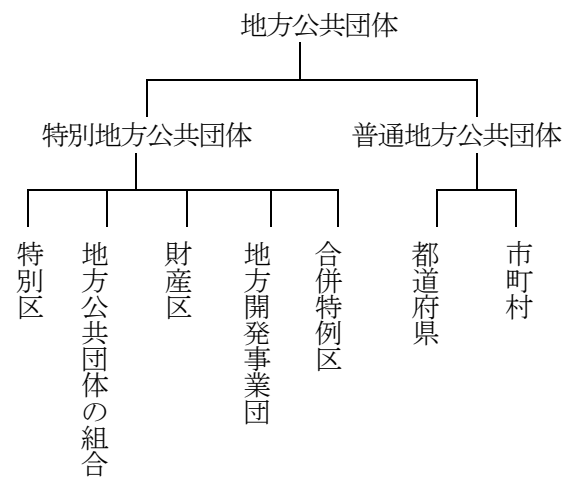 地方公共団体
特別地方公共団体
普通地方公共団体
特別区
地方公共団体の組合
財産区
地方開発事業団
合併特例区
都道府県
市町村